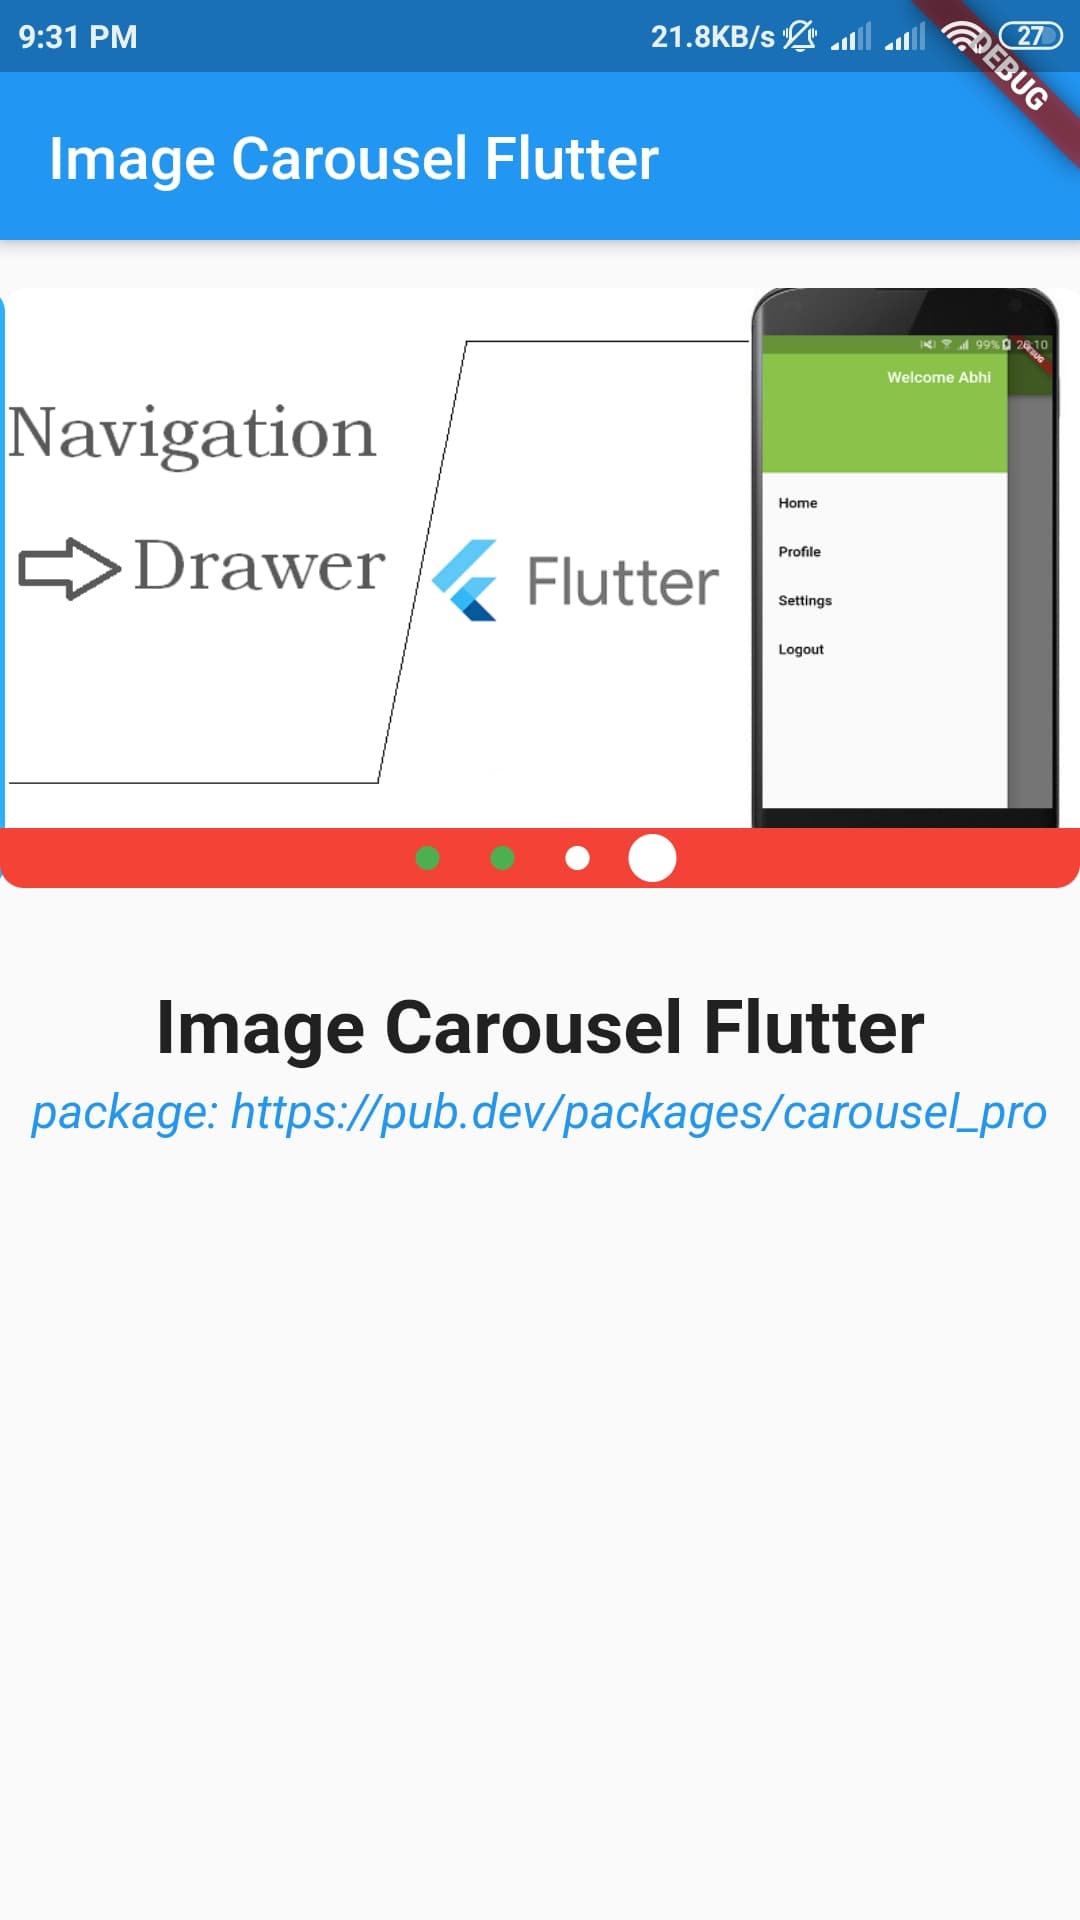 9:31 PM 21.8KB/s 27
DEBUG
Image Carousel Flutter
99% 20:10
DEBUG
Welcome Abhi
Navigation
Drawer
Flutter
Home
Profile
Settings
Logout
Image Carousel Flutter
package: https://pub.dev/packages/carousel_pro